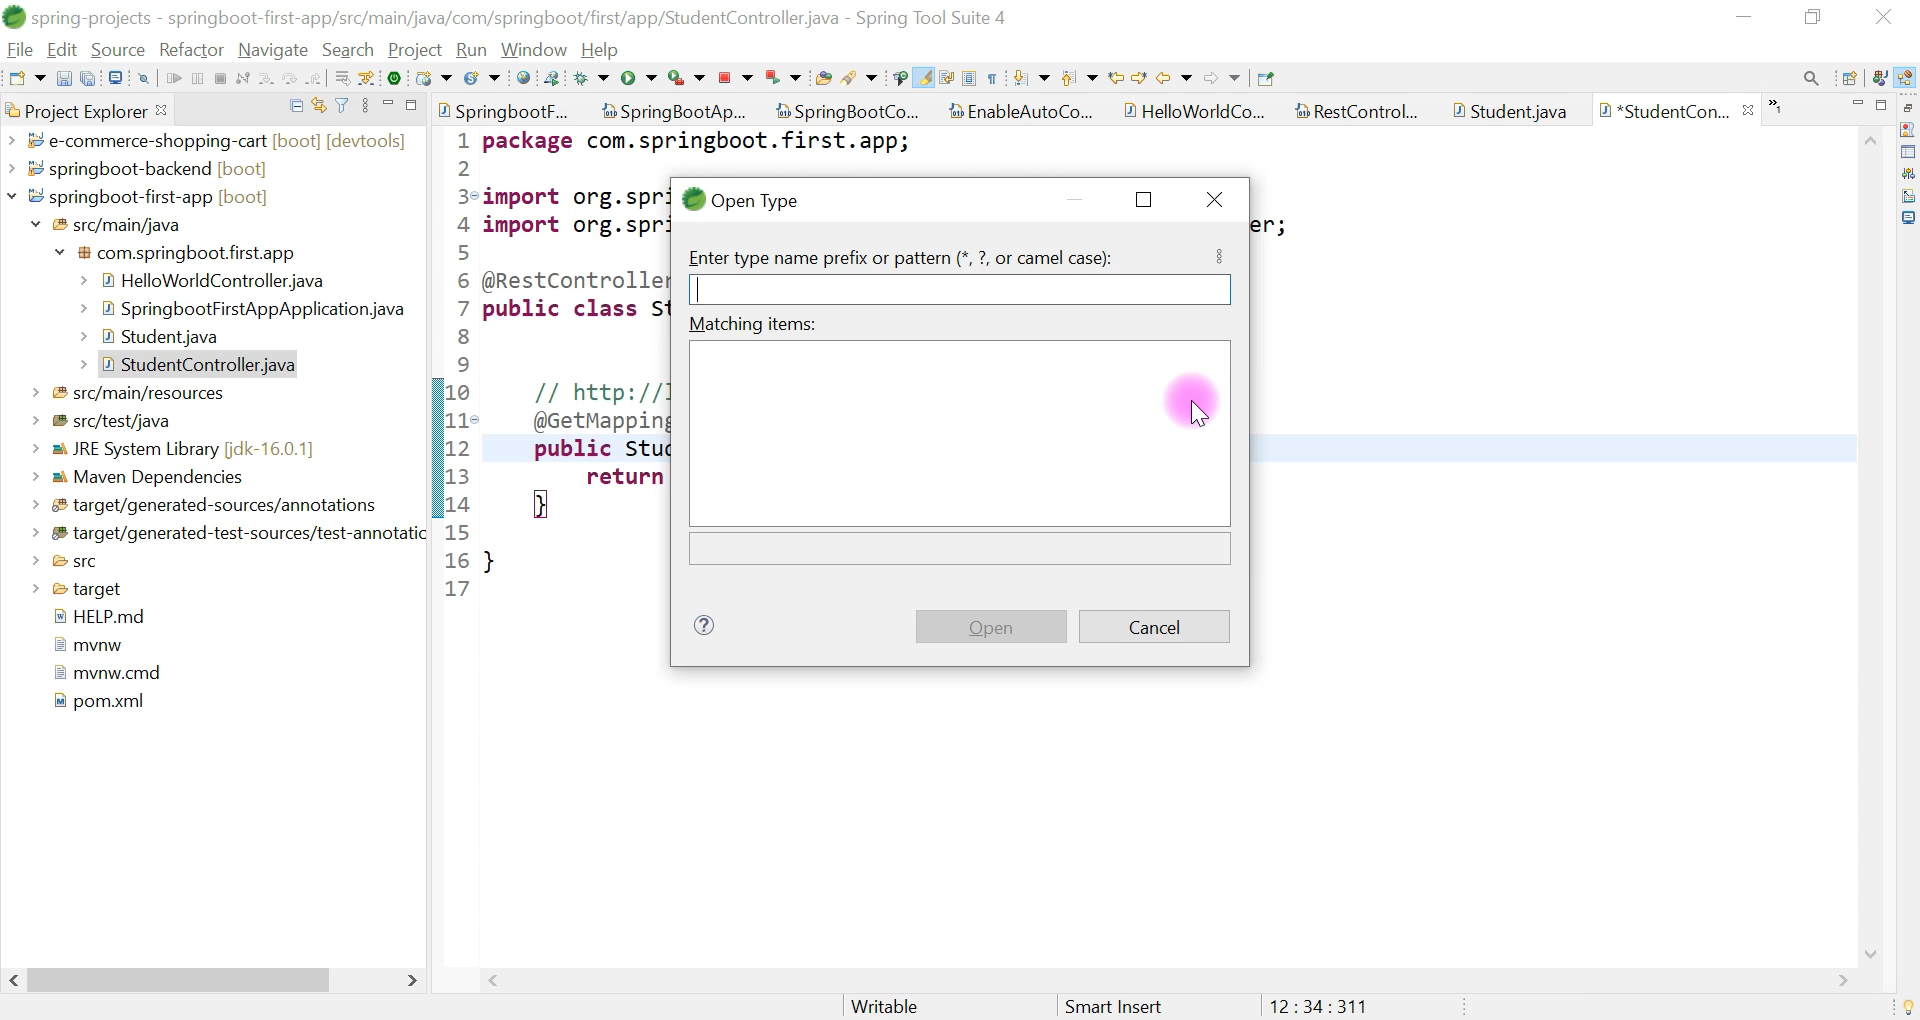 spring-projects - springboot-first-app/src/main/java/com/springboot/first/app/StudentController.java - Spring Tool Suite 4
File Edit Source Refactor Navigate Search Project Run Window Help
Project Explorer
SpringbootF... SpringBootAp... SpringBootCo... EnableAutoCo... HelloWorldCo... RestControl... Student.java *StudentCon... »1
e-commerce-shopping-cart [boot] [devtools]
springboot-backend [boot]
springboot-first-app [boot]
src/main/java
com.springboot.first.app
HelloWorldController.java
SpringbootFirstAppApplication.java
Student.java
StudentController.java
src/main/resources
src/test/java
JRE System Library [jdk-16.0.1]
Maven Dependencies
target/generated-sources/annotations
target/generated-test-sources/test-annotatic
src
target
HELP.md
mvnw
mvnw.cmd
pom.xml
1 package com.springboot.first.app;
2
3 import org.spri
4 import org.spri er;
5
6 @RestController
7 public class St
8
9
10 // http://l
11 @GetMapping
12 public Stud
13 return
14 }
15
16 }
17
Open Type
Enter type name prefix or pattern (*, ?, or camel case):
Matching items:
?
Open Cancel
Writable Smart Insert 12 : 34 : 311